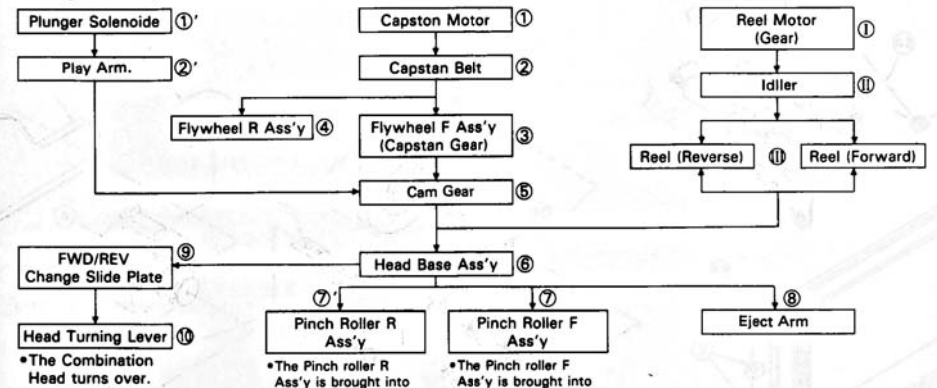 Plunger Solenoide ①'
Play Arm. ②'
Capston Motor ①
Capstan Belt ②
Flywheel R Ass'y ④
Flywheel F Ass'y
(Capstan Gear) ③
Cam Gear ⑤
Reel Motor
(Gear) Ⓘ
Idller ⑪
Reel (Reverse) Ⓘ⑪ Reel (Forward)
Head Base Ass'y ⑥
FWD/REV
Change Slide Plate ⑨
Head Turning Lever ⑩
•The Combination
Head turns over.
⑦'
Pinch Roller R
Ass'y
•The Pinch roller R
Ass'y is brought into
⑦
Pinch Roller F
Ass'y
•The Pinch roller F
Ass'y is brought into
⑧
Eject Arm